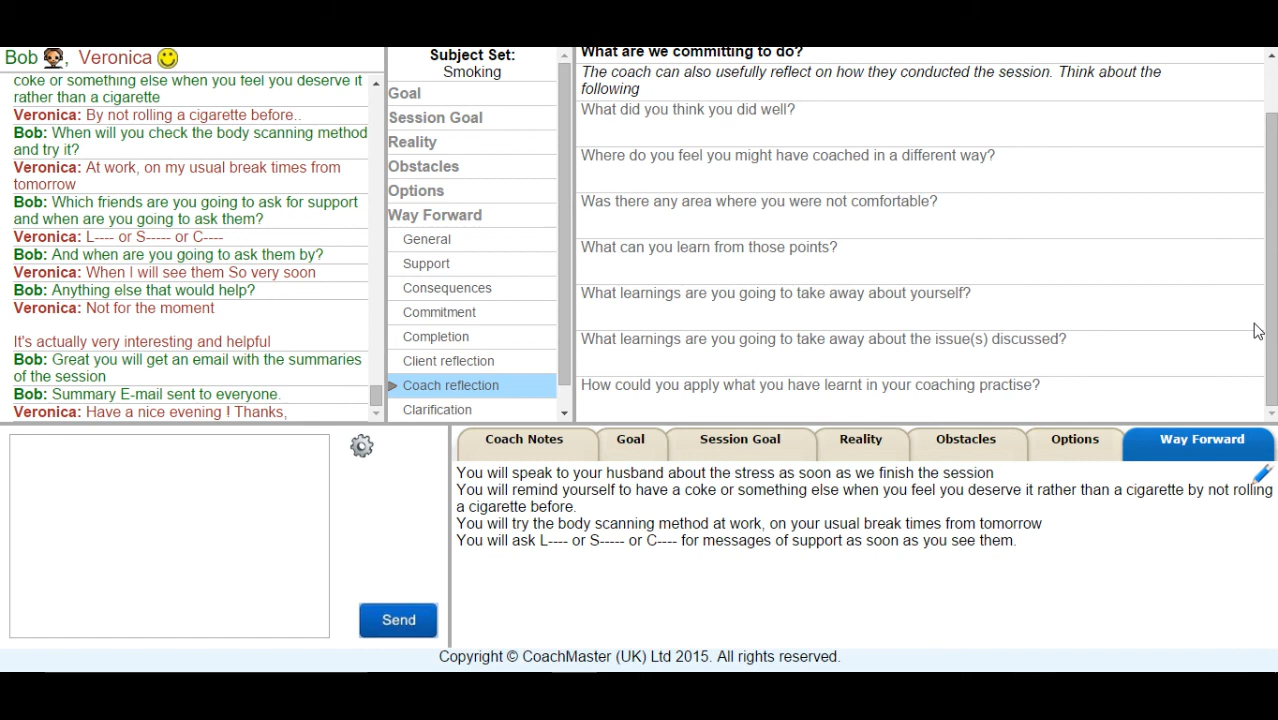 Bob , Veronica
coke or something else when you feel you deserve it
rather than a cigarette
Veronica: By not rolling a cigarette before..
Bob: When will you check the body scanning method
and try it?
Veronica: At work, on my usual break times from
tomorrow
Bob: Which friends are you going to ask for support
and when are you going to ask them?
Veronica: L---- or S----- or C----
Bob: And when are you going to ask them by?
Veronica: When I will see them So very soon
Bob: Anything else that would help?
Veronica: Not for the moment
It's actually very interesting and helpful
Bob: Great you will get an email with the summaries
of the session
Bob: Summary E-mail sent to everyone.
Veronica: Have a nice evening ! Thanks,
Subject Set:
Smoking
Goal
Session Goal
Reality
Obstacles
Options
Way Forward
General
Support
Consequences
Commitment
Completion
Client reflection
Coach reflection
Clarification
What are we committing to do?
The coach can also usefully reflect on how they conducted the session. Think about the
following
What did you think you did well?
Where do you feel you might have coached in a different way?
Was there any area where you were not comfortable?
What can you learn from those points?
What learnings are you going to take away about yourself?
What learnings are you going to take away about the issue(s) discussed?
How could you apply what you have learnt in your coaching practise?
Send
Coach Notes
Goal
Session Goal
Reality
Obstacles
Options
Way Forward
You will speak to your husband about the stress as soon as we finish the session
You will remind yourself to have a coke or something else when you feel you deserve it rather than a cigarette by not rolling
a cigarette before.
You will try the body scanning method at work, on your usual break times from tomorrow
You will ask L---- or S----- or C---- for messages of support as soon as you see them.
Copyright © CoachMaster (UK) Ltd 2015. All rights reserved.